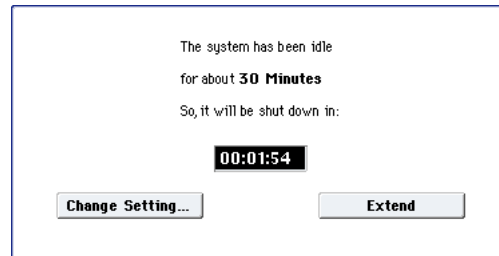 The system has been idle
for about 30 Minutes
So, it will be shut down in:
00:01:54
Change Setting... Extend